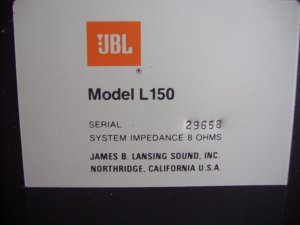 JBL
®
Model L150
SERIAL 29658
SYSTEM IMPEDANCE 8 OHMS
JAMES B. LANSING SOUND, INC.
NORTHRIDGE, CALIFORNIA U.S.A.